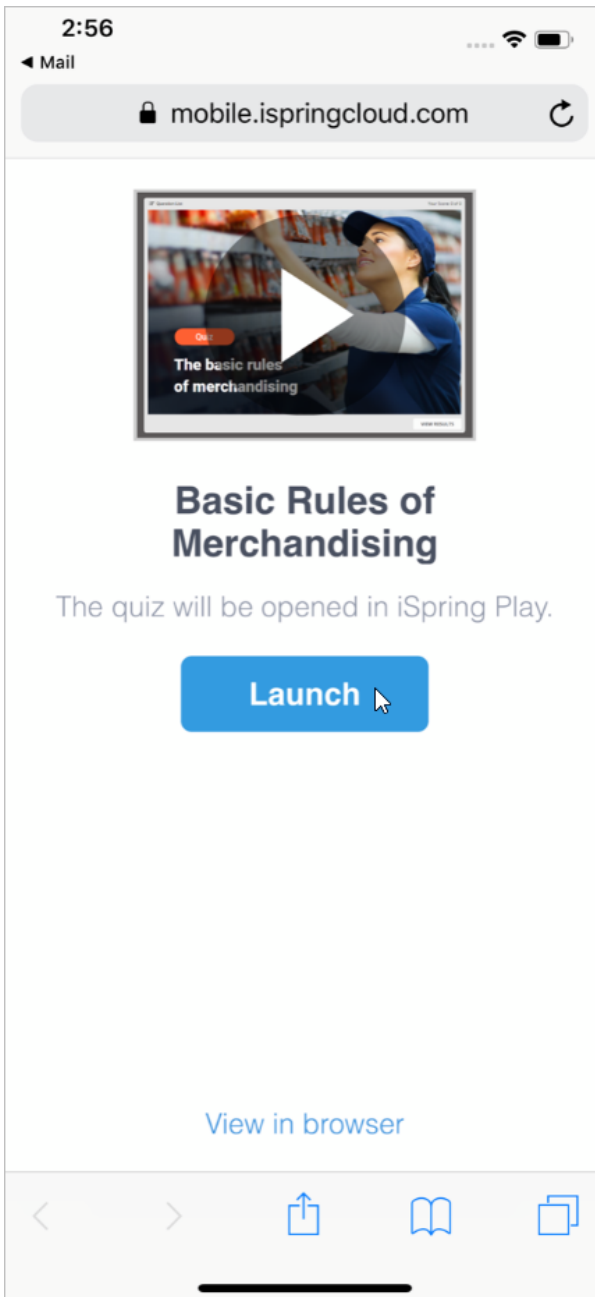 2:56
Mail
mobile.ispringcloud.com
Quiz
The basic rules
of merchandising
VIEW RESULTS
Basic Rules of
Merchandising
The quiz will be opened in iSpring Play.
Launch
View in browser